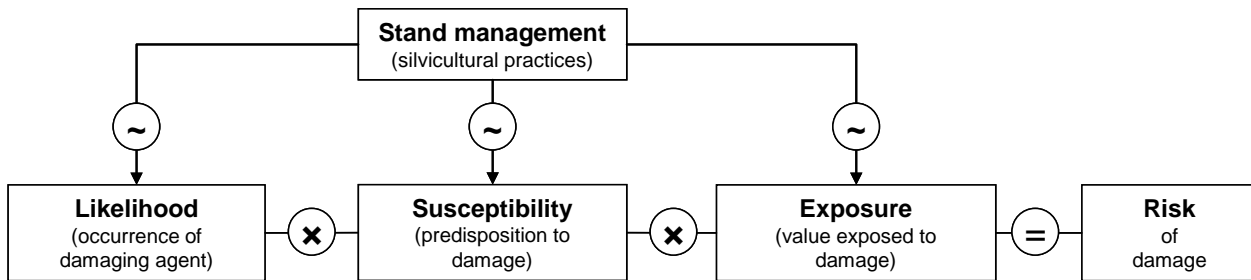 Stand management
(silvicultural practices)
~
~
~
Likelihood
(occurrence of
damaging agent)
×
Susceptibility
(predisposition to
damage)
×
Exposure
(value exposed to
damage)
=
Risk
of
damage